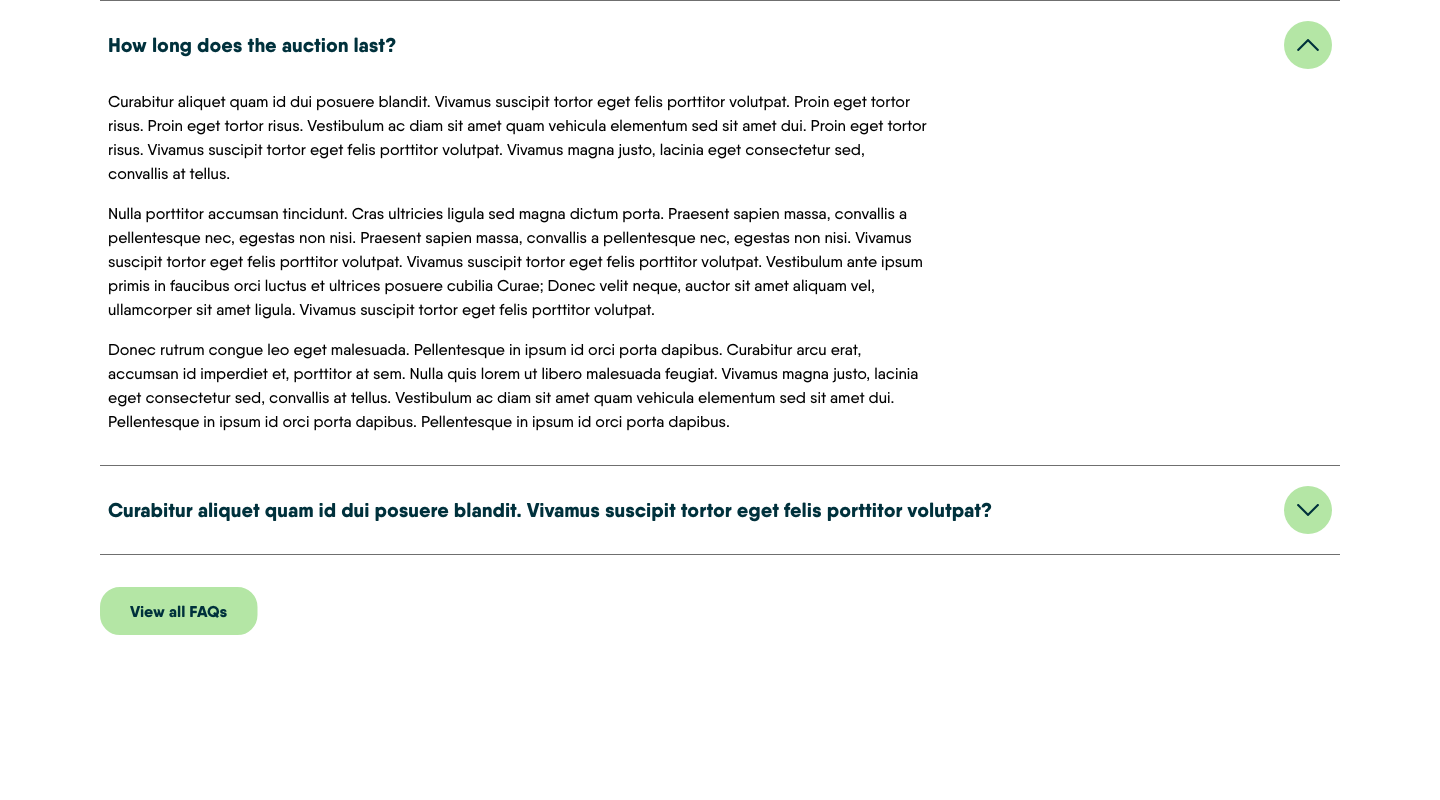 How long does the auction last?
Curabitur aliquet quam id dui posuere blandit. Vivamus suscipit tortor eget felis porttitor volutpat. Proin eget tortor
risus. Proin eget tortor risus. Vestibulum ac diam sit amet quam vehicula elementum sed sit amet dui. Proin eget tortor
risus. Vivamus suscipit tortor eget felis porttitor volutpat. Vivamus magna justo, lacinia eget consectetur sed,
convallis at tellus.
Nulla porttitor accumsan tincidunt. Cras ultricies ligula sed magna dictum porta. Praesent sapien massa, convallis a
pellentesque nec, egestas non nisi. Praesent sapien massa, convallis a pellentesque nec, egestas non nisi. Vivamus
suscipit tortor eget felis porttitor volutpat. Vivamus suscipit tortor eget felis porttitor volutpat. Vestibulum ante ipsum
primis in faucibus orci luctus et ultrices posuere cubilia Curae; Donec velit neque, auctor sit amet aliquam vel,
ullamcorper sit amet ligula. Vivamus suscipit tortor eget felis porttitor volutpat.
Donec rutrum congue leo eget malesuada. Pellentesque in ipsum id orci porta dapibus. Curabitur arcu erat,
accumsan id imperdiet et, porttitor at sem. Nulla quis lorem ut libero malesuada feugiat. Vivamus magna justo, lacinia
eget consectetur sed, convallis at tellus. Vestibulum ac diam sit amet quam vehicula elementum sed sit amet dui.
Pellentesque in ipsum id orci porta dapibus. Pellentesque in ipsum id orci porta dapibus.
Curabitur aliquet quam id dui posuere blandit. Vivamus suscipit tortor eget felis porttitor volutpat?
View all FAQs